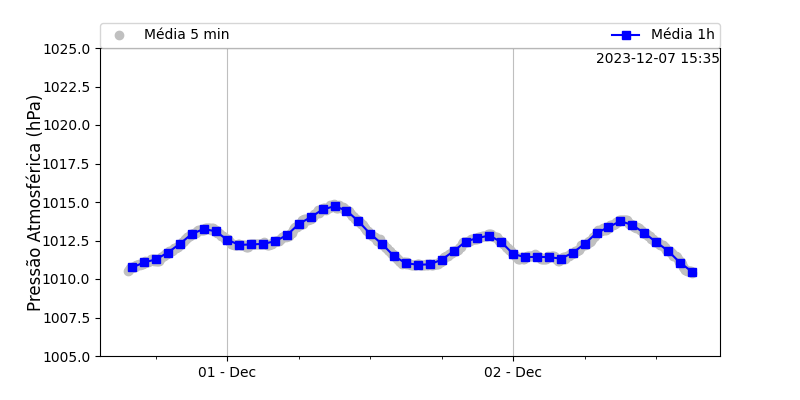 Média 5 min
Média 1h
2023-12-07 15:35
Pressão Atmosférica (hPa)
1025.0
1022.5
1020.0
1017.5
1015.0
1012.5
1010.0
1007.5
1005.0
01 - Dec
02 - Dec